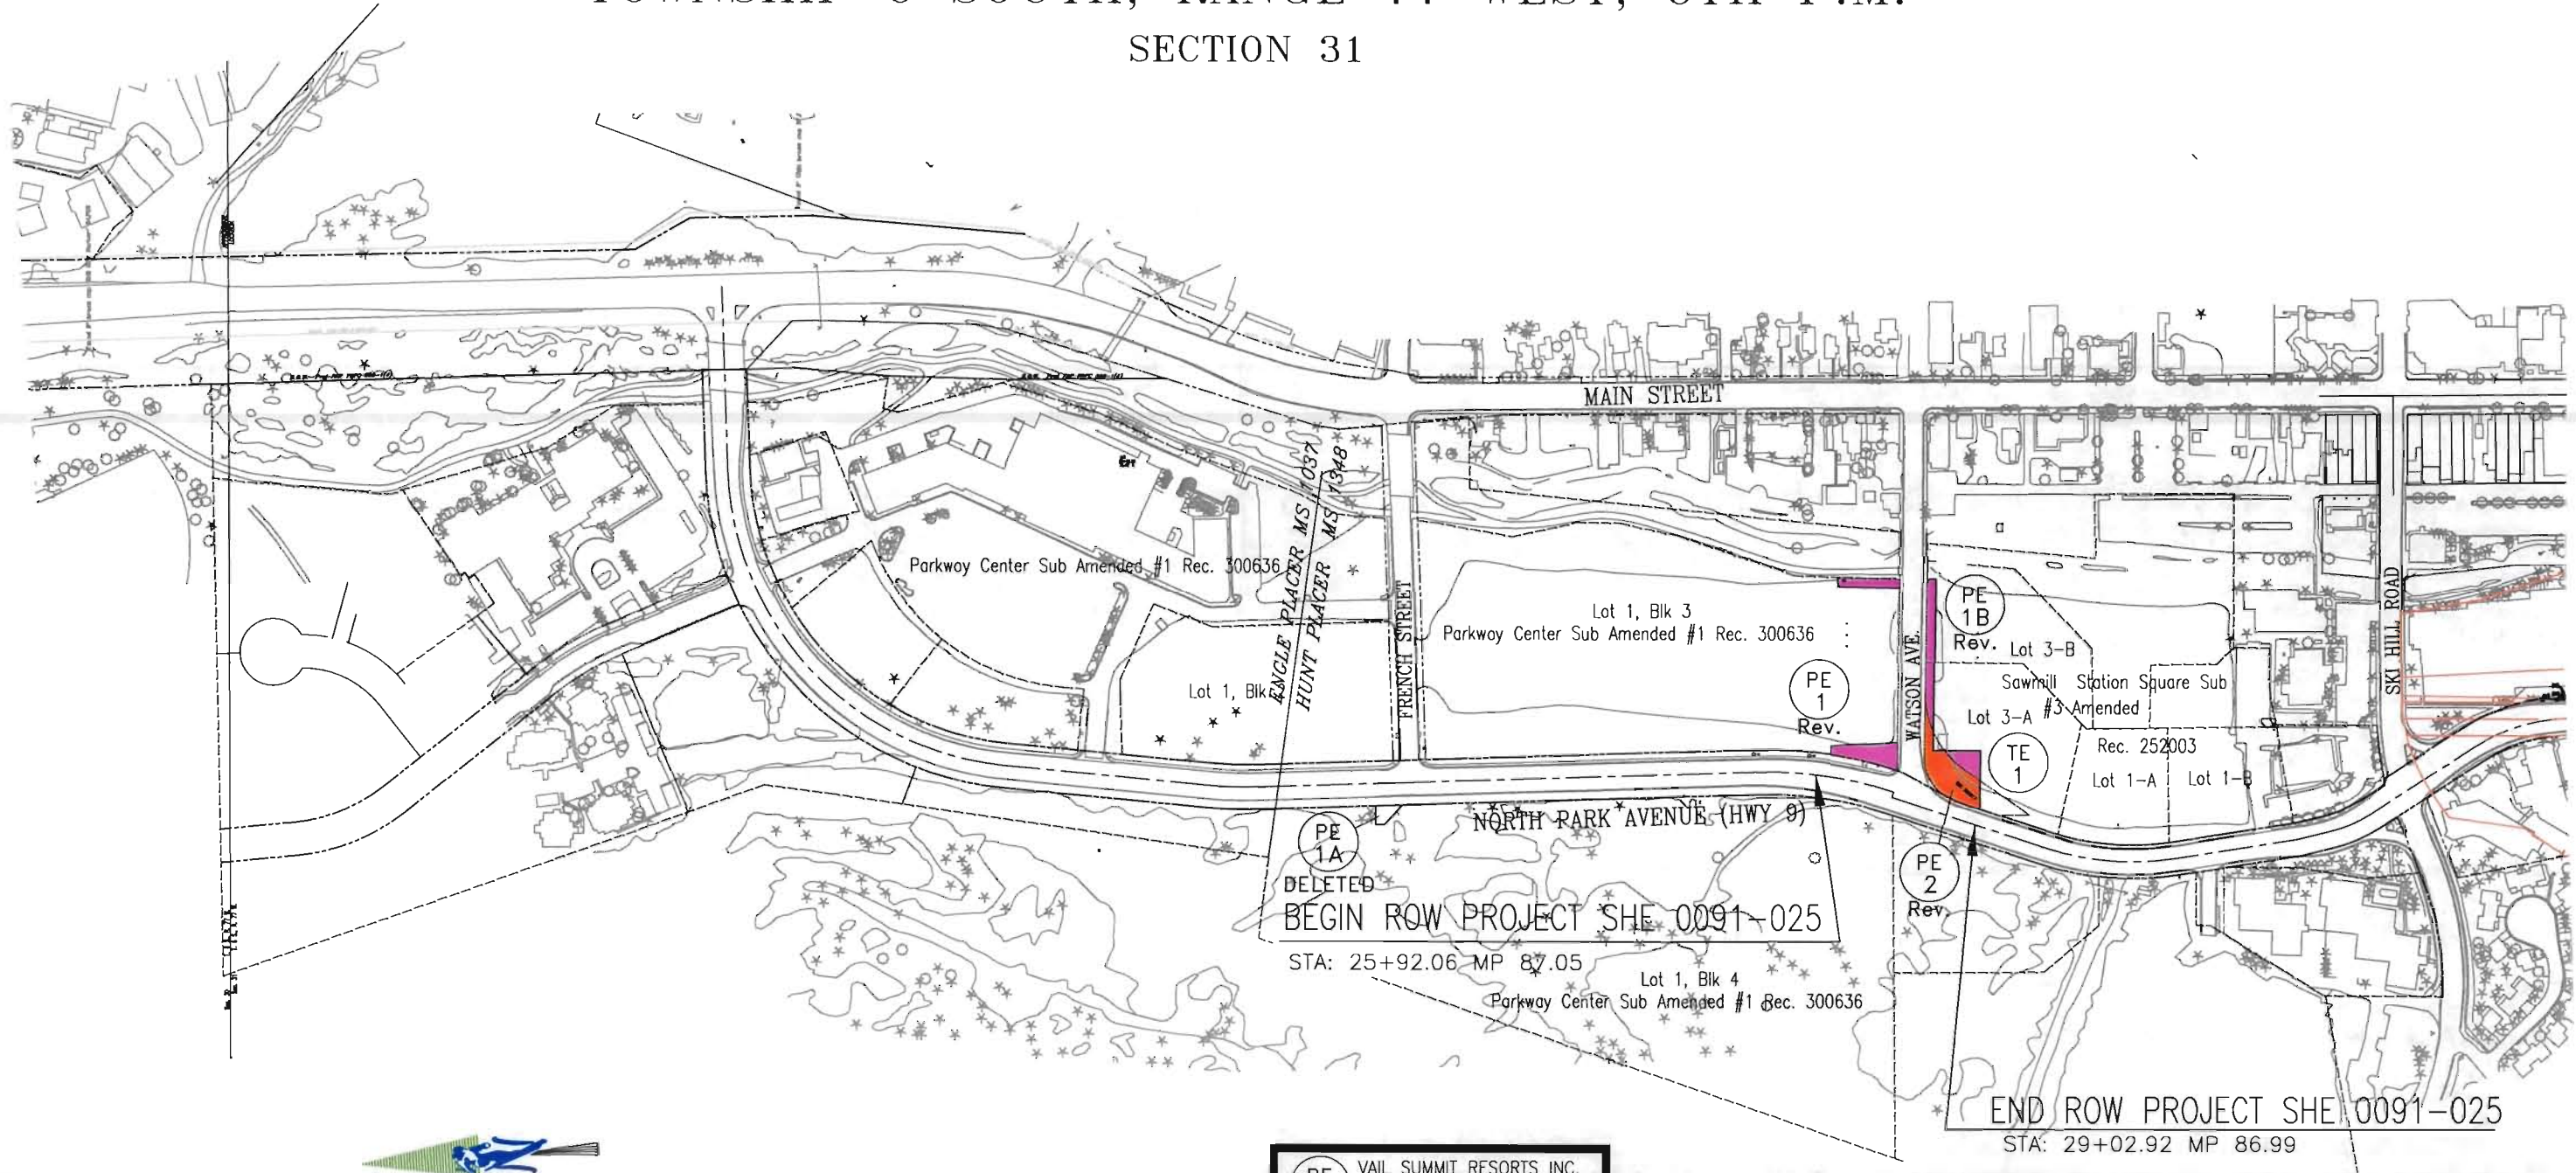 SECTION 31
MAIN STREET
ENGLE PLACER MS 1037
HUNT PLACER MS 1348
Parkway Center Sub Amended #1 Rec. 300636
Lot 1, Blk
FRENCH STREET
Lot 1, Blk 3
Parkway Center Sub Amended #1 Rec. 300636
PE
1
Rev.
WATSON AVE.
PE
1B
Rev.
Lot 3-B
Sawmill Station Square Sub
#3 Amended
Lot 3-A
TE
1
Rec. 252003
Lot 1-A
Lot 1-B
SKI HILL ROAD
NORTH PARK AVENUE (HWY 9)
PE
1A
DELETED
PE
2
Rev.
BEGIN ROW PROJECT SHE 0091-025
STA: 25+92.06 MP 87.05
Lot 1, Blk 4
Parkway Center Sub Amended #1 Rec. 300636
END ROW PROJECT SHE 0091-025
STA: 29+02.92 MP 86.99
PE
VAIL SUMMIT RESORTS INC.